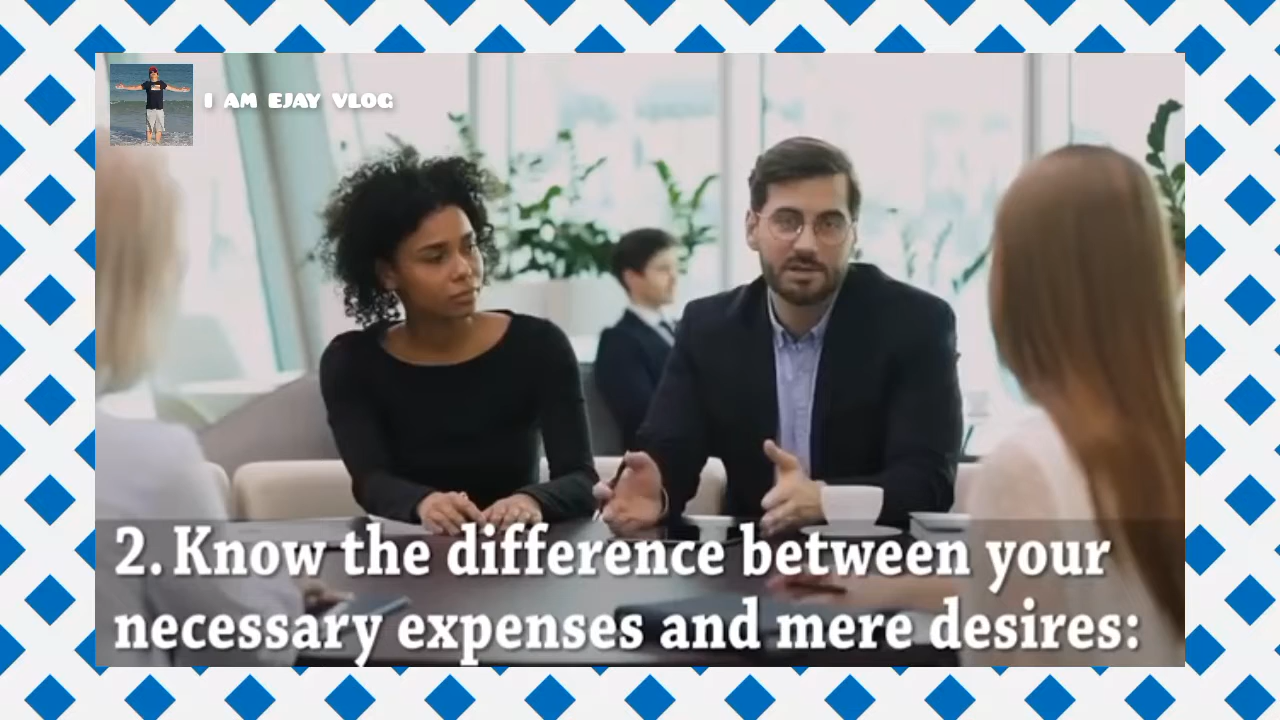 I AM EJAY VLOG
2. Know the difference between your
necessary expenses and mere desires: